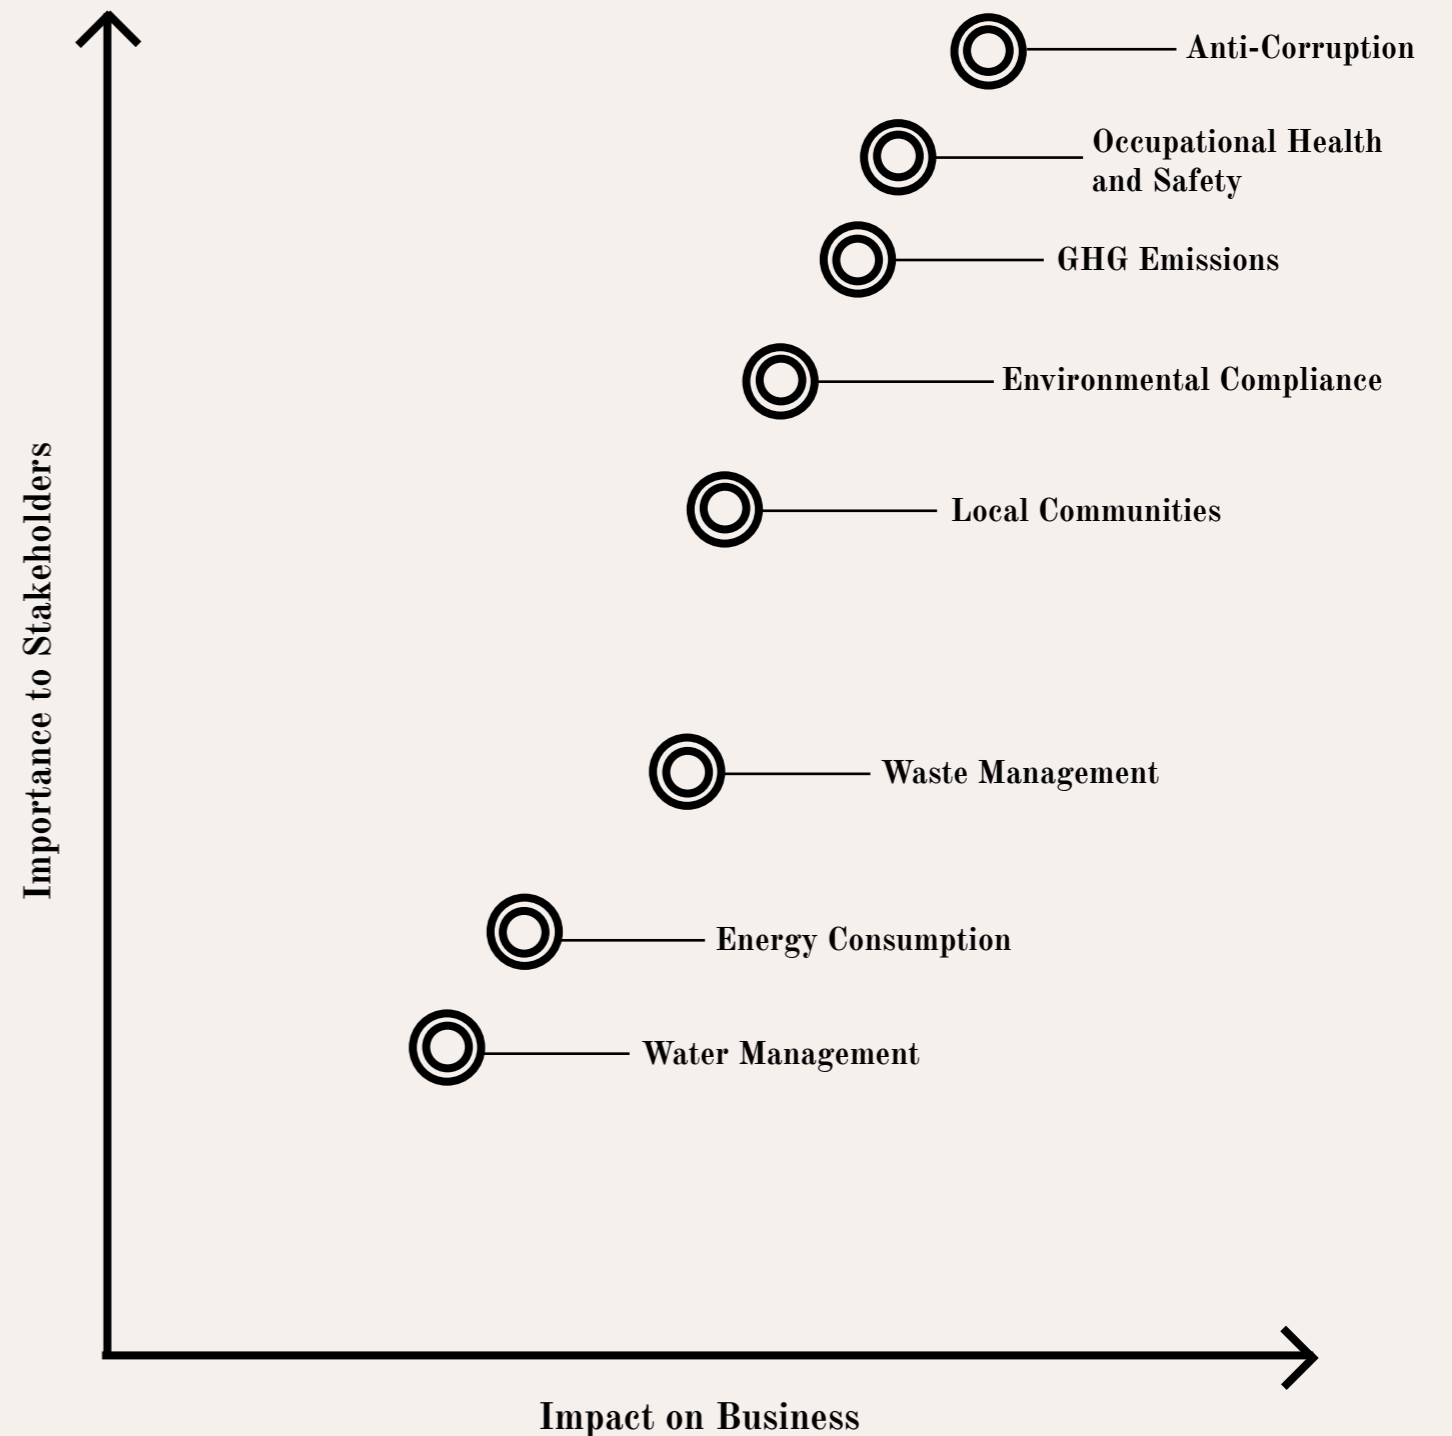 Anti-Corruption
Occupational Health
and Safety
GHG Emissions
Environmental Compliance
Local Communities
Waste Management
Energy Consumption
Water Management
Importance to Stakeholders
Impact on Business